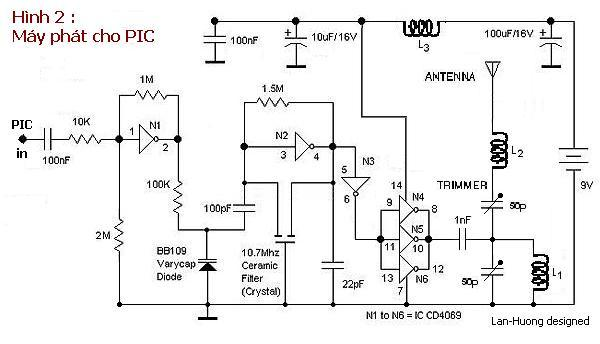 Hình 2 :
Máy phát cho PIC
100nF
10uF/16V
L3
100uF/16V
ANTENNA
1M
1.5M
PIC
in
10K
1
N1
2
N2
3
4
N3
5
6
100nF
14
N4
9
8
L2
9V
100K
100pF
TRIMMER
50p
N5
11
10
1nF
2M
BB109
Varycap
Diode
10.7Mhz
Ceramic
Filter
(Crystal)
22pF
13
12
N6
7
50p
L1
N1 to N6 = IC CD4069
Lan-Huong designed